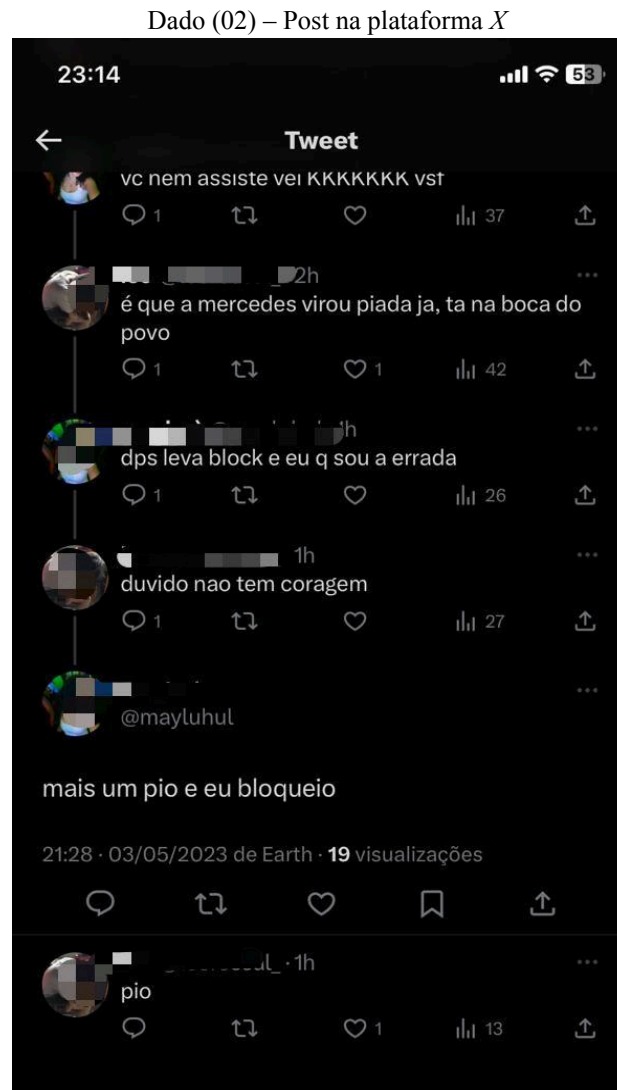 Dado (02) – Post na plataforma X
23:14
53
Tweet
vc nem assiste vei KKKKKKK vsf
1
37
2h
é que a mercedes virou piada ja, ta na boca do
povo
1
1
42
dps leva block e eu q sou a errada
1
26
1h
duvido nao tem coragem
1
27
@mayluhul
mais um pio e eu bloqueio
21:28 · 03/05/2023 de Earth · 19 visualizações
· 1h
pio
1
13